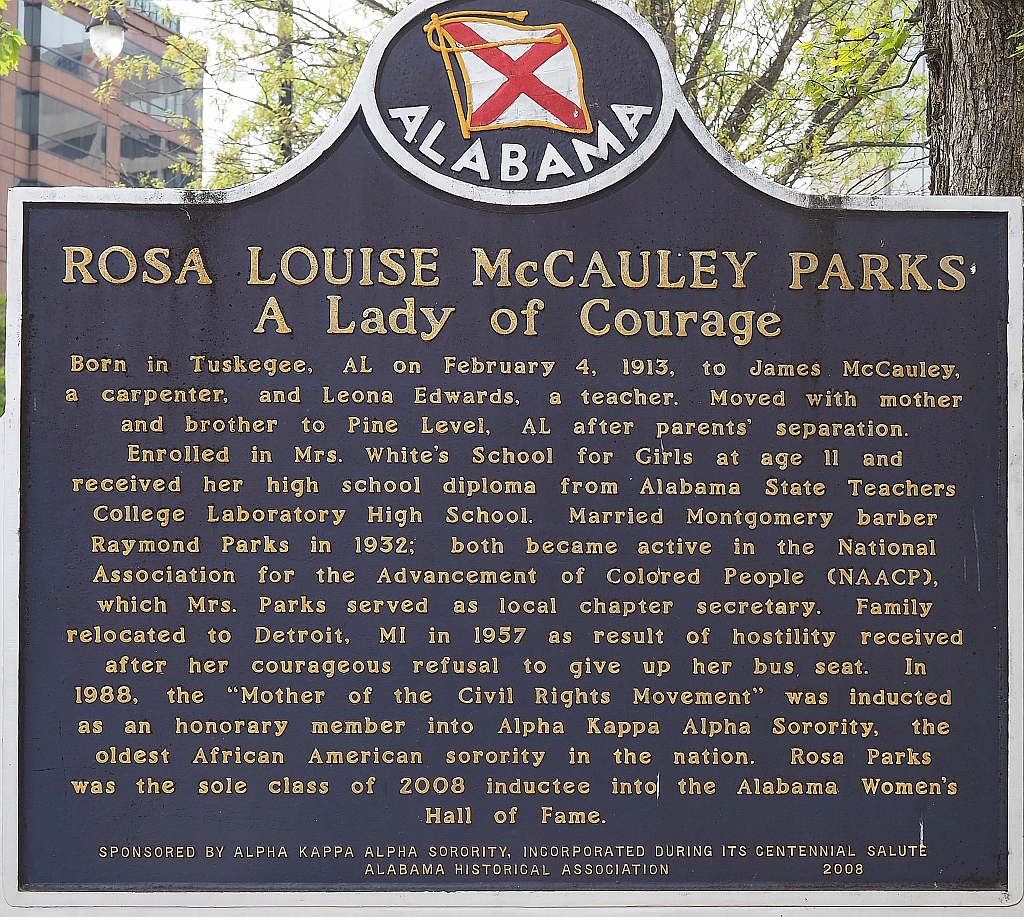 ALABAMA
ROSA LOUISE McCAULEY PARKS
A Lady of Courage
Born in Tuskegee, AL on February 4, 1913, to James McCauley,
a carpenter, and Leona Edwards, a teacher. Moved with mother
and brother to Pine Level, AL after parents' separation.
Enrolled in Mrs. White's School for Girls at age 11 and
received her high school diploma from Alabama State Teachers
College Laboratory High School. Married Montgomery barber
Raymond Parks in 1932; both became active in the National
Association for the Advancement of Colored People (NAACP),
which Mrs. Parks served as local chapter secretary. Family
relocated to Detroit, MI in 1957 as result of hostility received
after her courageous refusal to give up her bus seat. In
1988, the "Mother of the Civil Rights Movement" was inducted
as an honorary member into Alpha Kappa Alpha Sorority, the
oldest African American sorority in the nation. Rosa Parks
was the sole class of 2008 inductee into the Alabama Women's
Hall of Fame.
SPONSORED BY ALPHA KAPPA ALPHA SORORITY, INCORPORATED DURING ITS CENTENNIAL SALUTE
ALABAMA HISTORICAL ASSOCIATION 2008